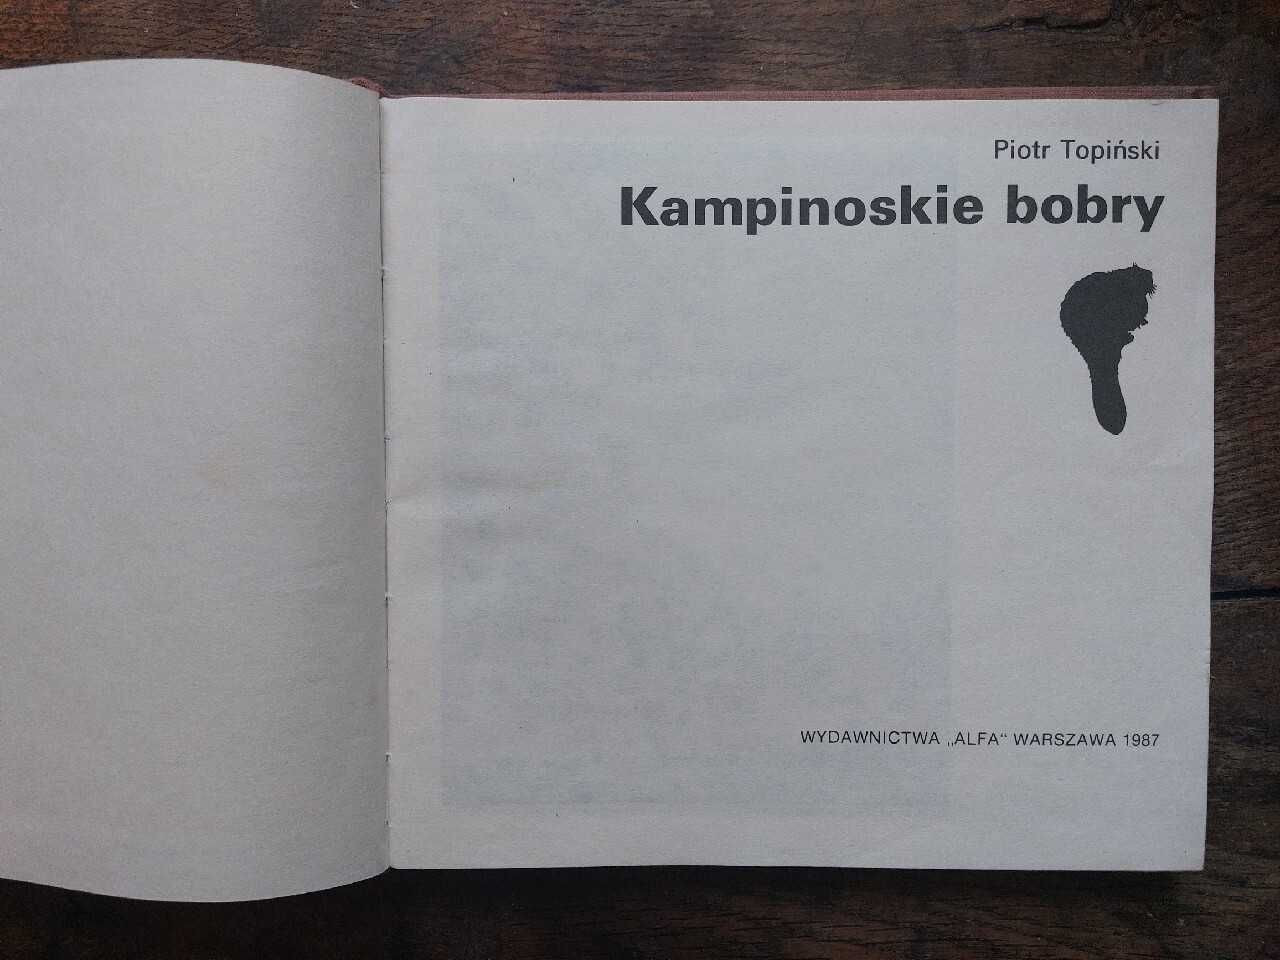 Piotr Topiński
Kampinoskie bobry
WYDAWNICTWA „ALFA“ WARSZAWA 1987